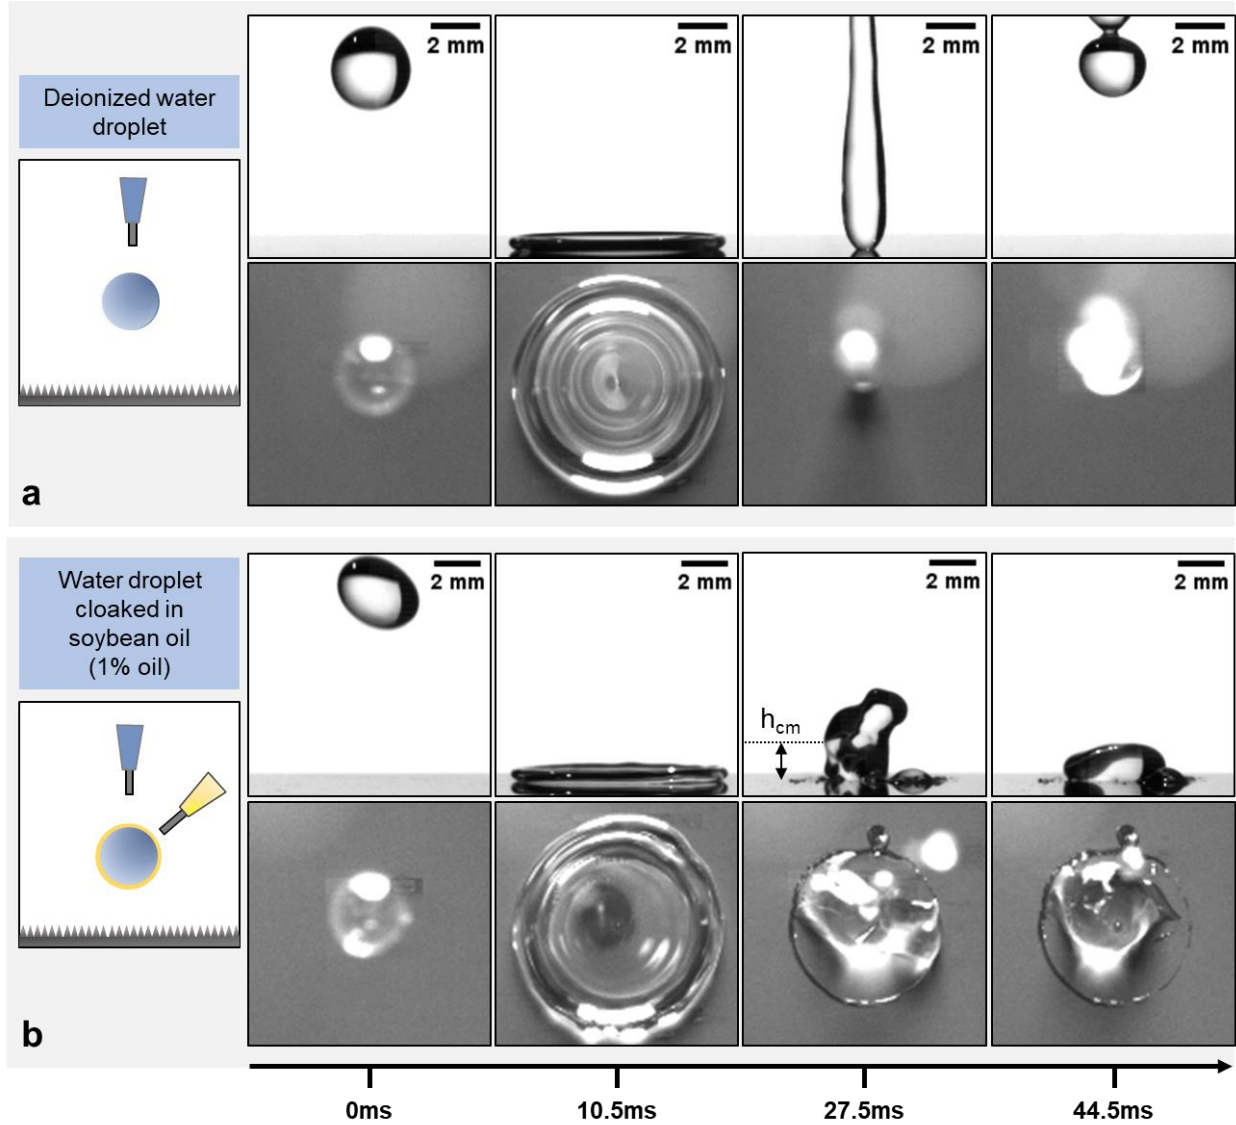 Deionized water
droplet
2 mm
2 mm
2 mm
2 mm
a
Water droplet
cloaked in
soybean oil
(1% oil)
2 mm
2 mm
2 mm
2 mm
hcm
b
0ms
10.5ms
27.5ms
44.5ms